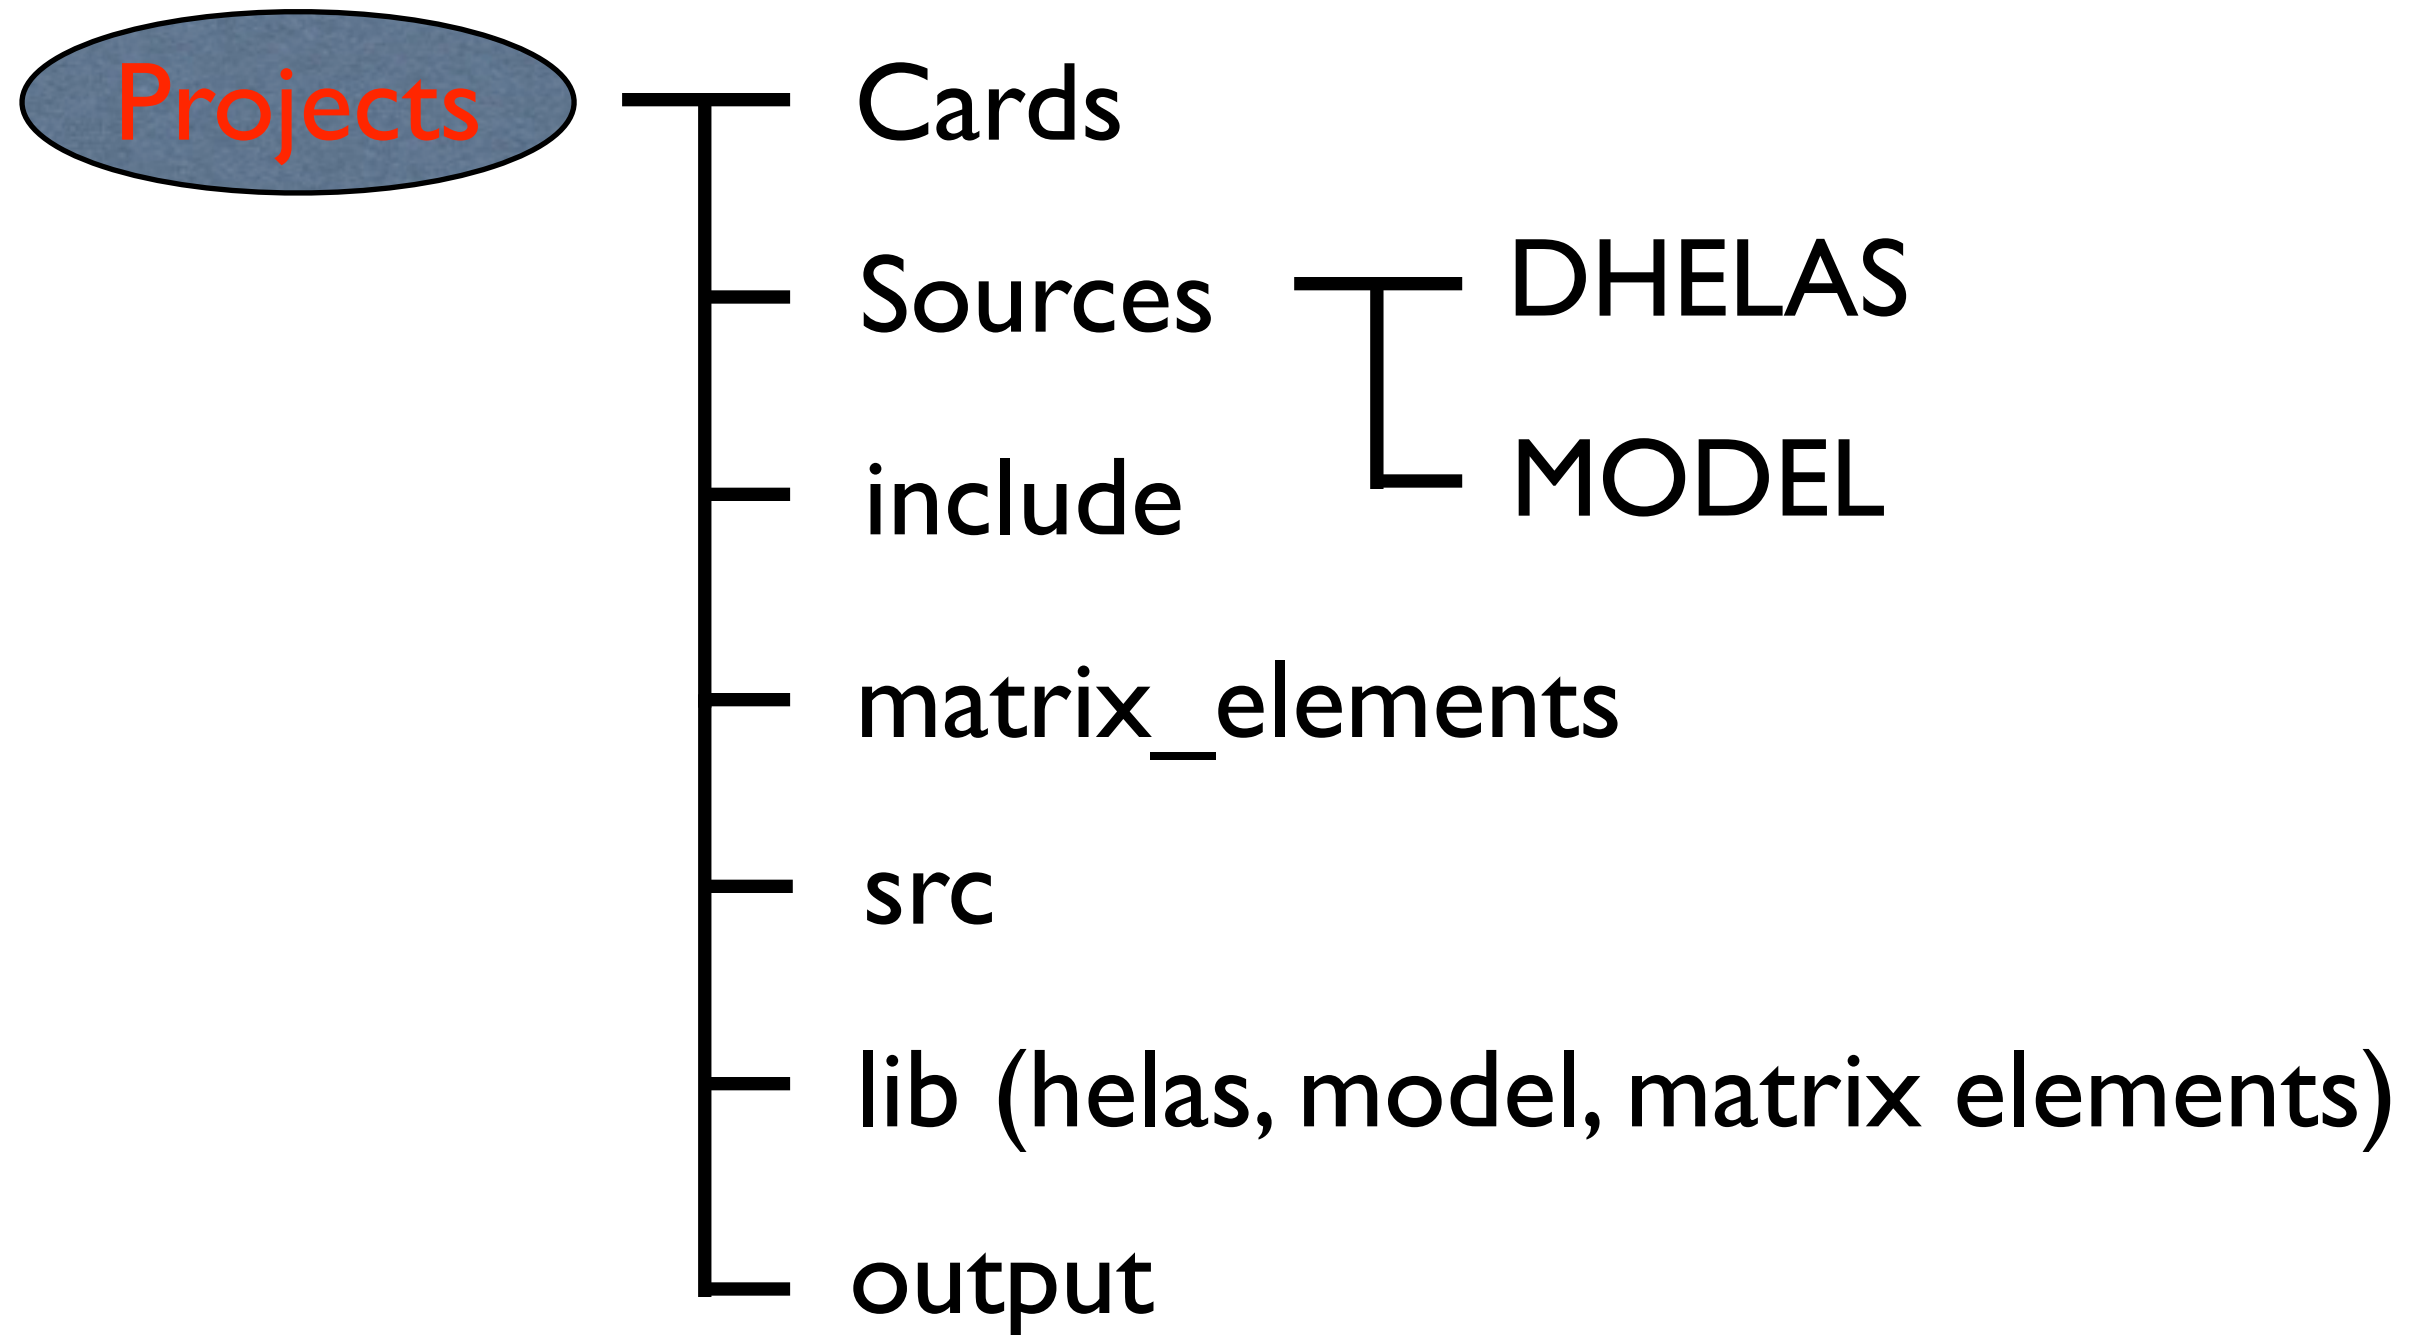 Projects
Cards
Sources
DHELAS
MODEL
include
matrix_elements
src
lib (helas, model, matrix elements)
output